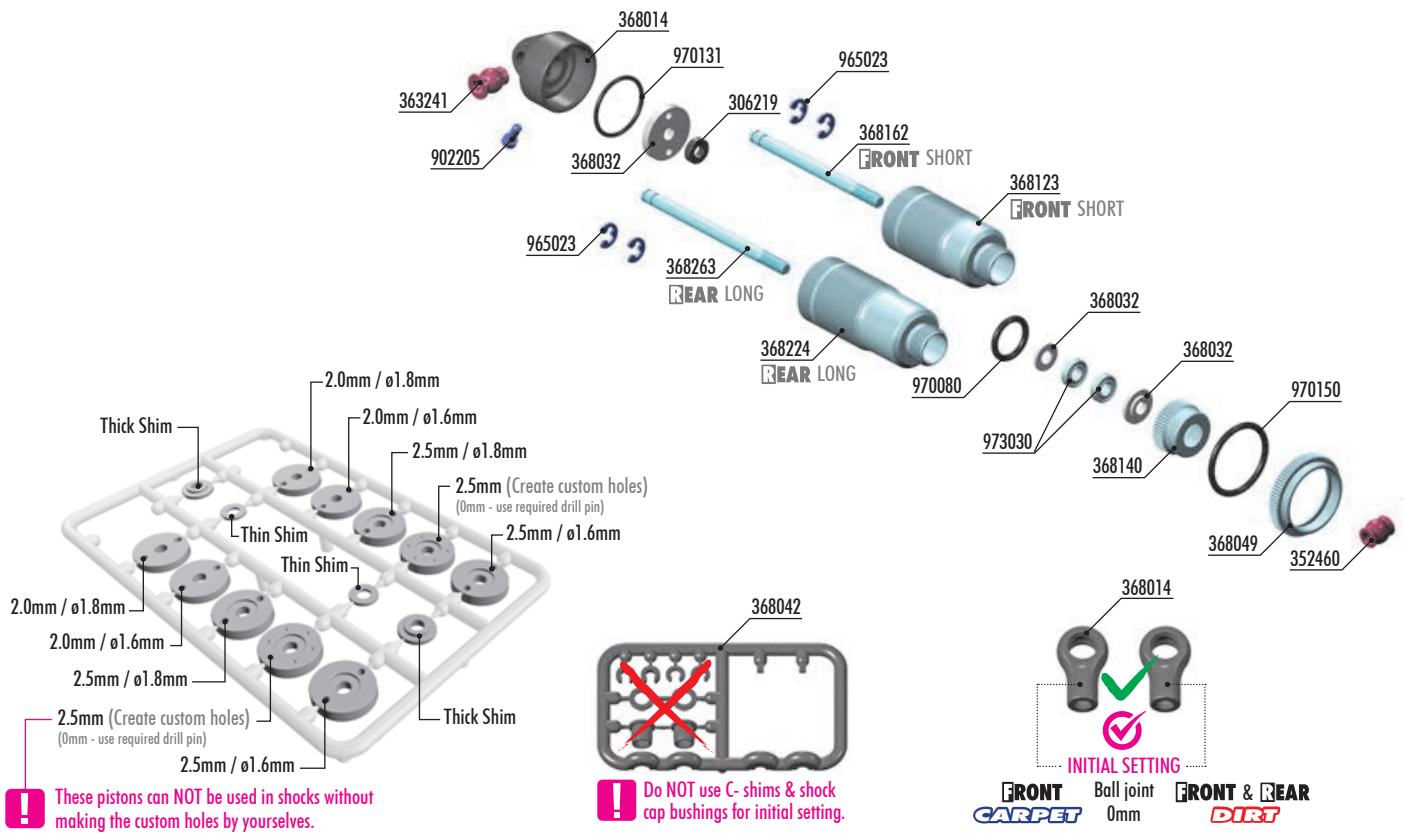 368014
970131
965023
363241
306219
368162
FRONT SHORT
902205
368032
368123
FRONT SHORT
965023
368263
REAR LONG
368032
368224
REAR LONG
970080
368032
970150
973030
368140
368049
352460
2.0mm / ø1.8mm
Thick Shim
2.0mm / ø1.6mm
2.5mm / ø1.8mm
2.5mm (Create custom holes)
(0mm - use required drill pin)
Thin Shim
2.5mm / ø1.6mm
Thin Shim
2.0mm / ø1.8mm
2.0mm / ø1.6mm
2.5mm / ø1.8mm
2.5mm (Create custom holes)
(0mm - use required drill pin)
Thick Shim
2.5mm / ø1.6mm
! These pistons can NOT be used in shocks without
making the custom holes by yourselves.
368042
! Do NOT use C- shims & shock
cap bushings for initial setting.
368014
INITIAL SETTING
FRONT
CARPET
Ball joint
0mm
FRONT & REAR
DIRT